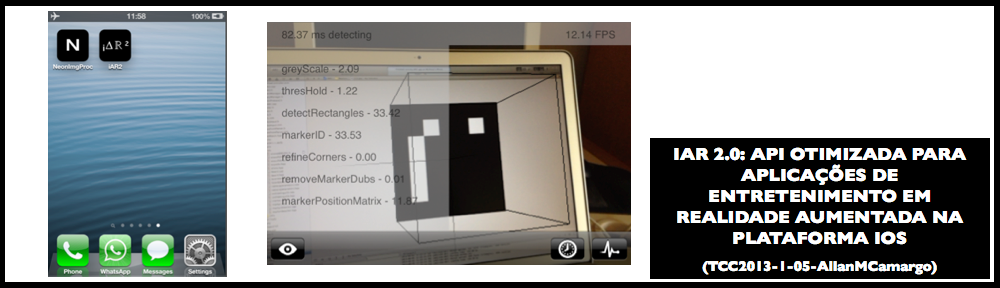 11:58
100%
N
¡ΔR²
NeonImgProc
IAR2
Phone
WhatsApp
Messages
Settings
82.37 ms detecting
12.14 FPS
greyScale - 2.09
thresHold - 1.22
detectRectangles - 33.42
markerID - 33.53
refineCorners - 0.00
removeMarkerDubs - 0.01
markerPositionMatrix - 11.87
IAR 2.0: API OTIMIZADA PARA
APLICAÇÕES DE
ENTRETENIMENTO EM
REALIDADE AUMENTADA NA
PLATAFORMA IOS
(TCC2013-1-05-AllanMCamargo)